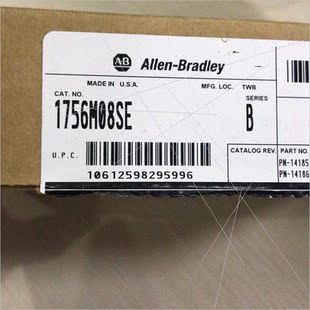 AB Allen-Bradley
MADE IN U.S.A. MFG. LOC. TWB
CAT. NO. SERIES
1756M08SE B
CATALOG REV. PART NO
U.P.C. PN-14185
PN-14186
10612598295996